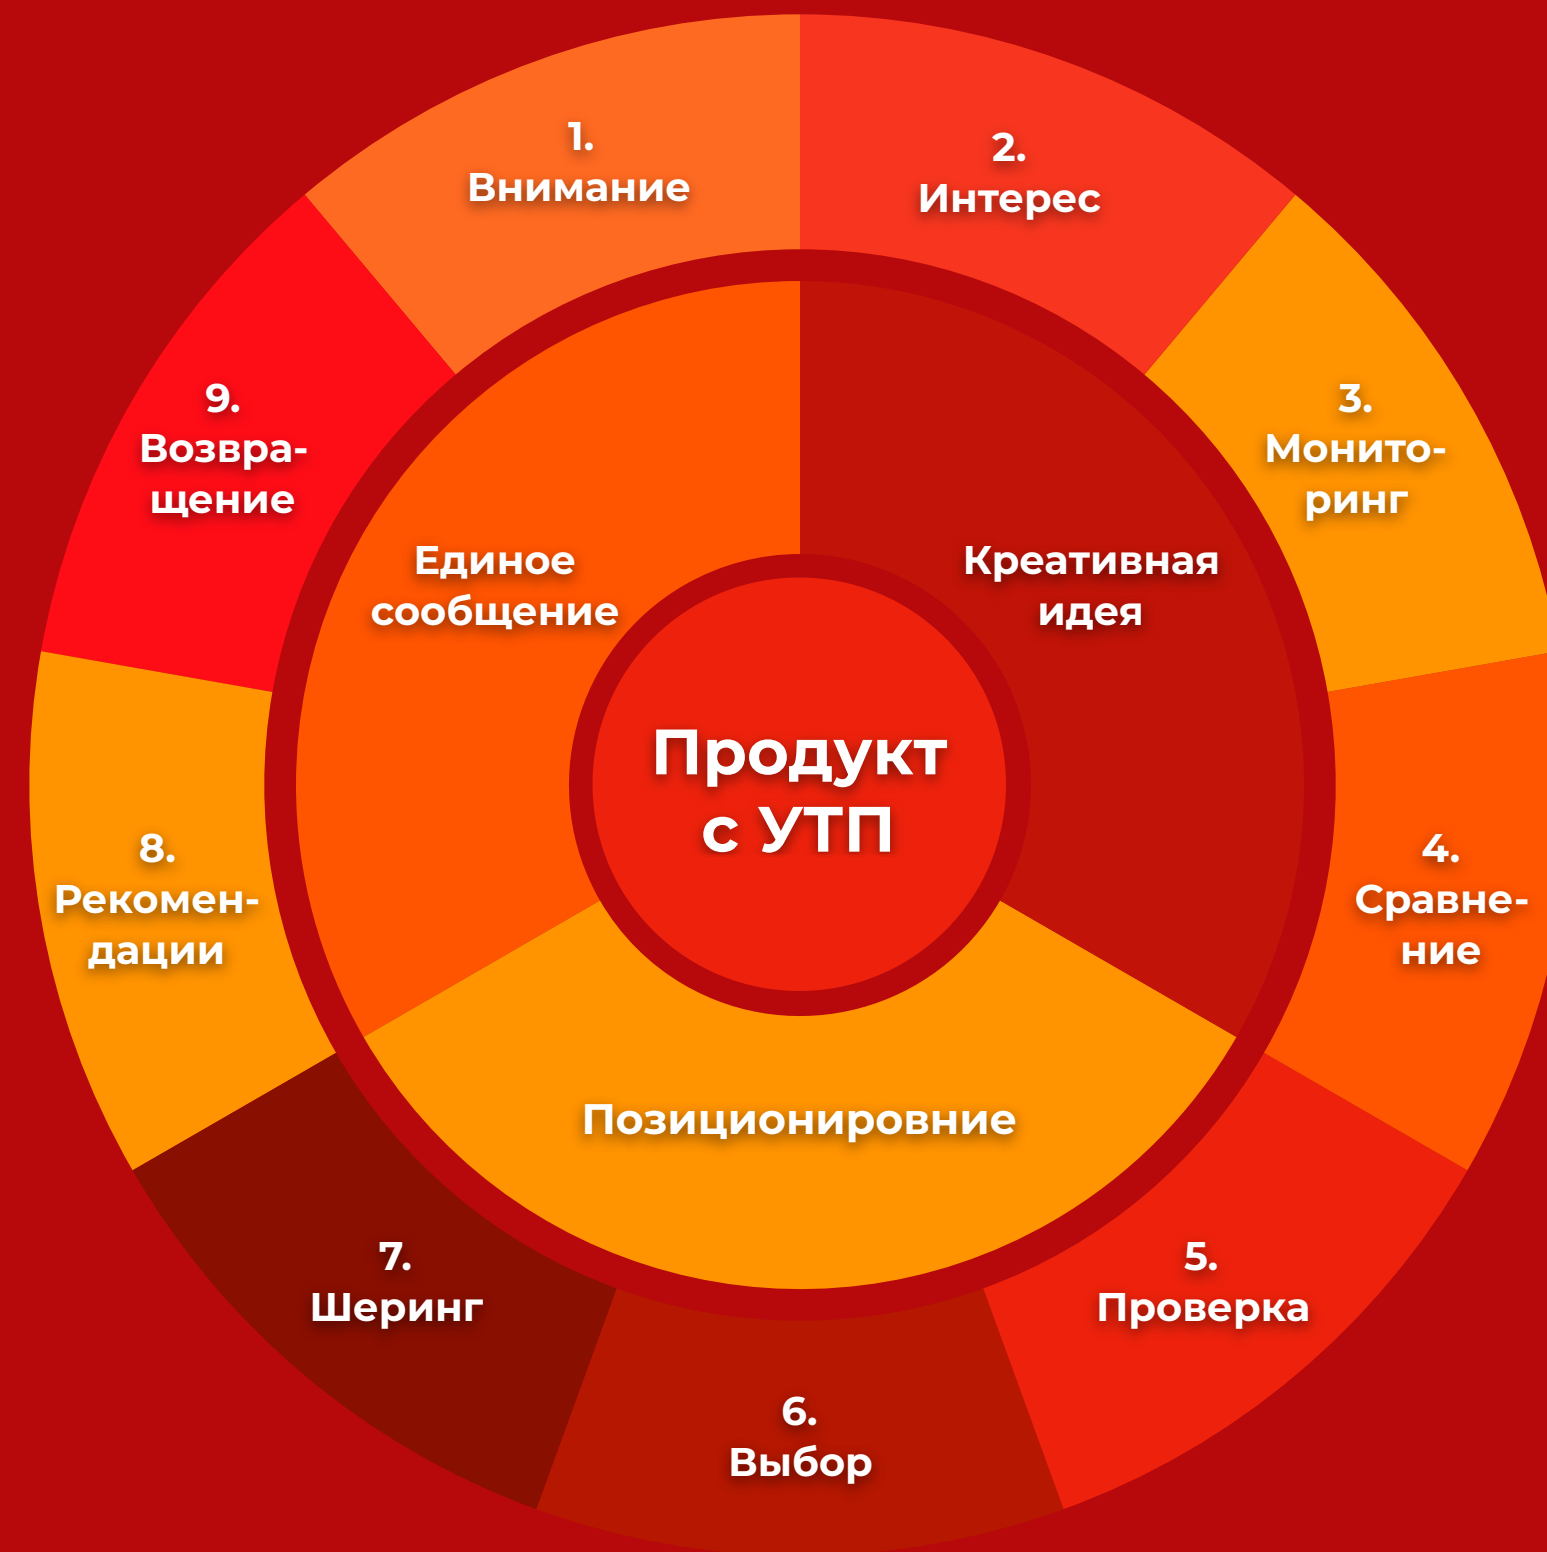 1.
Внимание
2.
Интерес
3.
Монито-
ринг
4.
Сравне-
ние
5.
Проверка
6.
Выбор
7.
Шеринг
8.
Рекомен-
дации
9.
Возвра-
щение
Единое
сообщение
Креативная
идея
Позиционировние
Продукт
с УТП